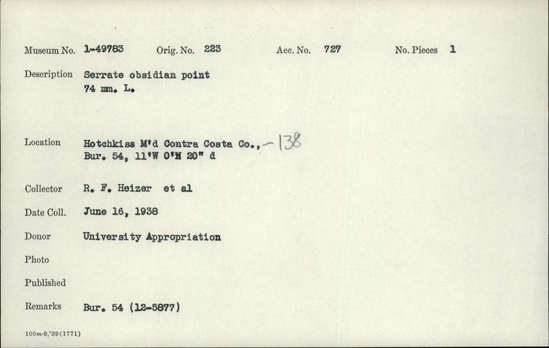 Museum No. 1-49783 Orig. No. 223 Acc. No. 727 No. Pieces 1
Description Serrate obsidian point
74 mm. L.
Location Hotchkiss M'd Contra Costa Co., -138
Bur. 54, 11'W 0'N 20" d
Collector R. F. Heizer et al
Date Coll. June 16, 1938
Donor University Appropriation
Photo
Published
Remarks Bur. 54 (12-5877)
100m-8,'39(1771)